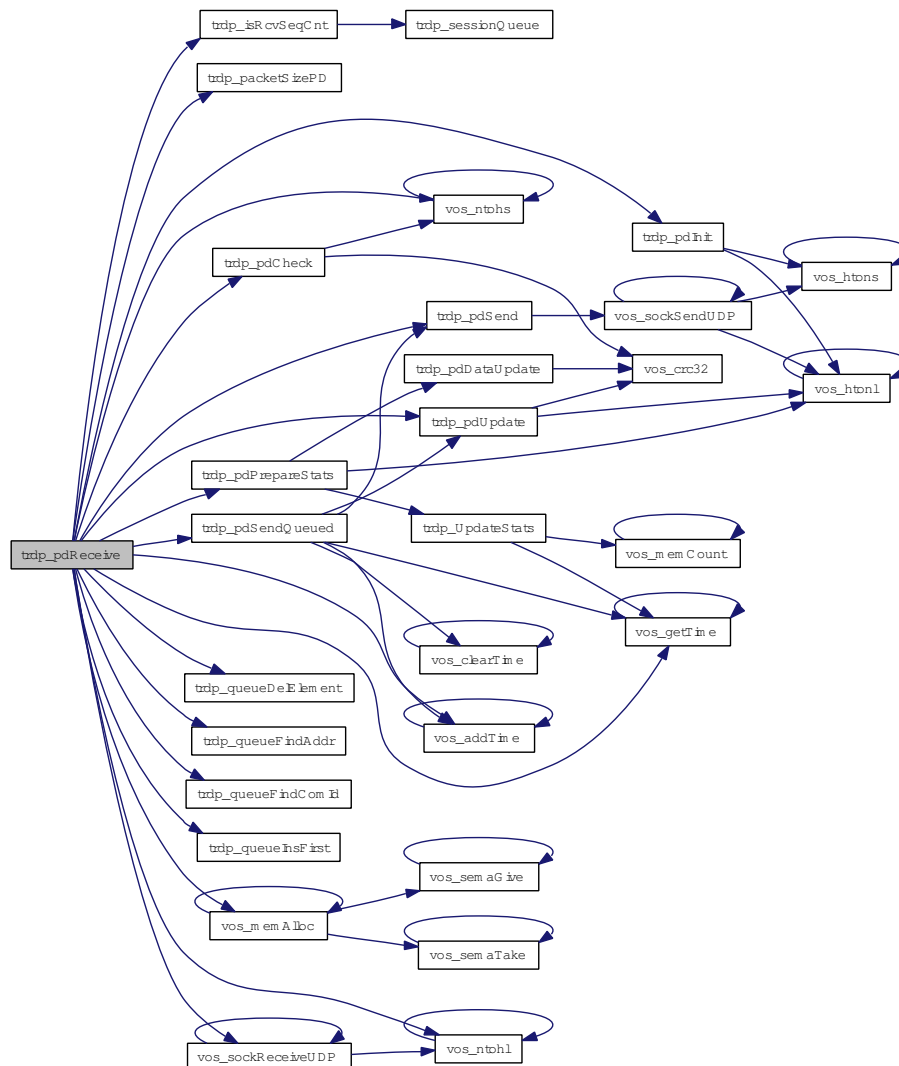 trdp_isRcvSeqCnt
trdp_sessionQueue
trdp_packetSizePD
vos_ntohs
trdp_pdInit
trdp_pdCheck
vos_htons
trdp_pdSend
vos_sockSendUDP
trdp_pdDataUpdate
vos_crc32
vos_htonl
trdp_pdUpdate
trdp_pdPrepareStats
trdp_pdSendQueued
trdp_UpdateStats
trdp_pdReceive
vos_memCount
vos_getTime
vos_clearTime
trdp_queueDelElement
vos_addTime
trdp_queueFindAddr
trdp_queueFindComId
trdp_queueInsFirst
vos_semaGive
vos_memAlloc
vos_semaTake
vos_ntohl
vos_sockReceiveUDP